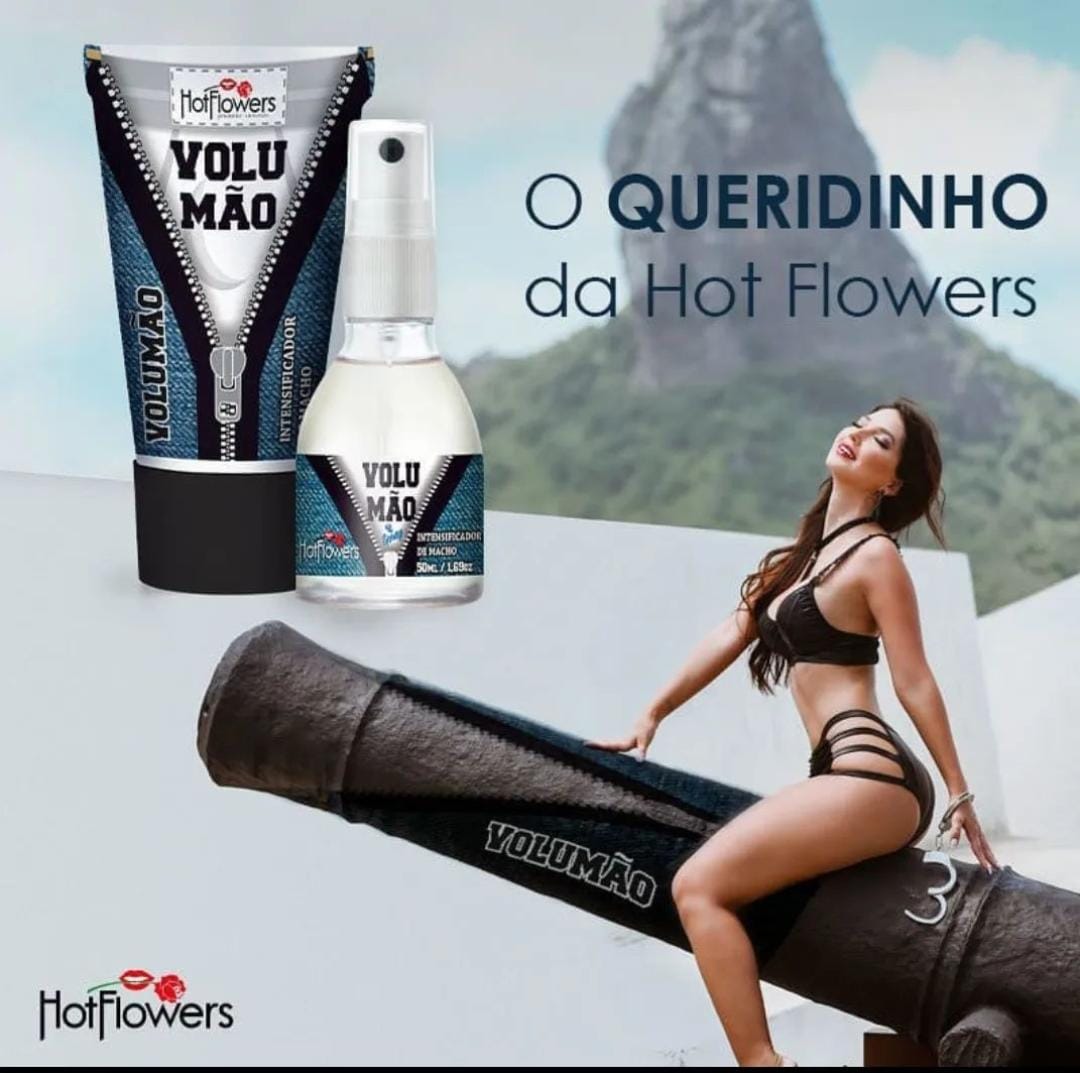 HotFlowers
VOLU
MÃO
VOLUMÃO
INTENSIFICADOR
MACHO
VOLU
MÃO
HotFlowers
INTENSIFICADOR
DE MACHO
50ML / 1,69oz
O QUERIDINHO
da Hot Flowers
VOLUMÃO
3
HotFlowers